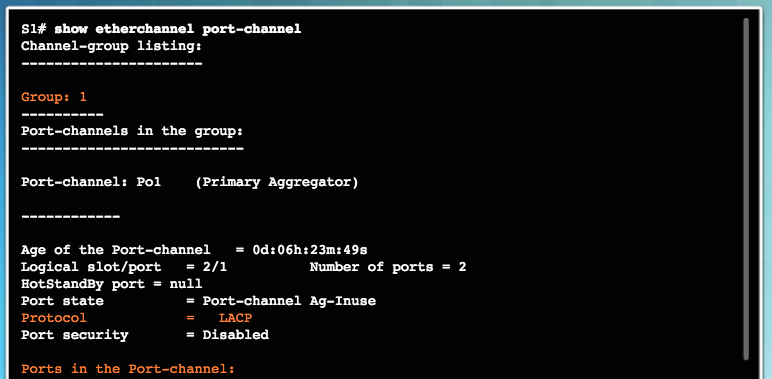 S1# show etherchannel port-channel
Channel-group listing:
----------------------
Group: 1
----------
Port-channels in the group:
---------------------------
Port-channel: Po1    (Primary Aggregator)
------------
Age of the Port-channel   = 0d:06h:23m:49s
Logical slot/port   = 2/1          Number of ports = 2
HotStandBy port = null
Port state          = Port-channel Ag-Inuse
Protocol            =   LACP
Port security       = Disabled
Ports in the Port-channel: